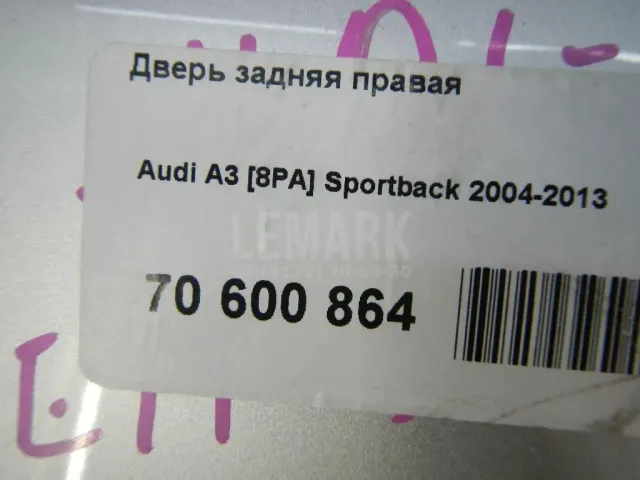 Дверь задняя правая
Audi A3 [8PA] Sportback 2004-2013
LEMARK
70 600 864